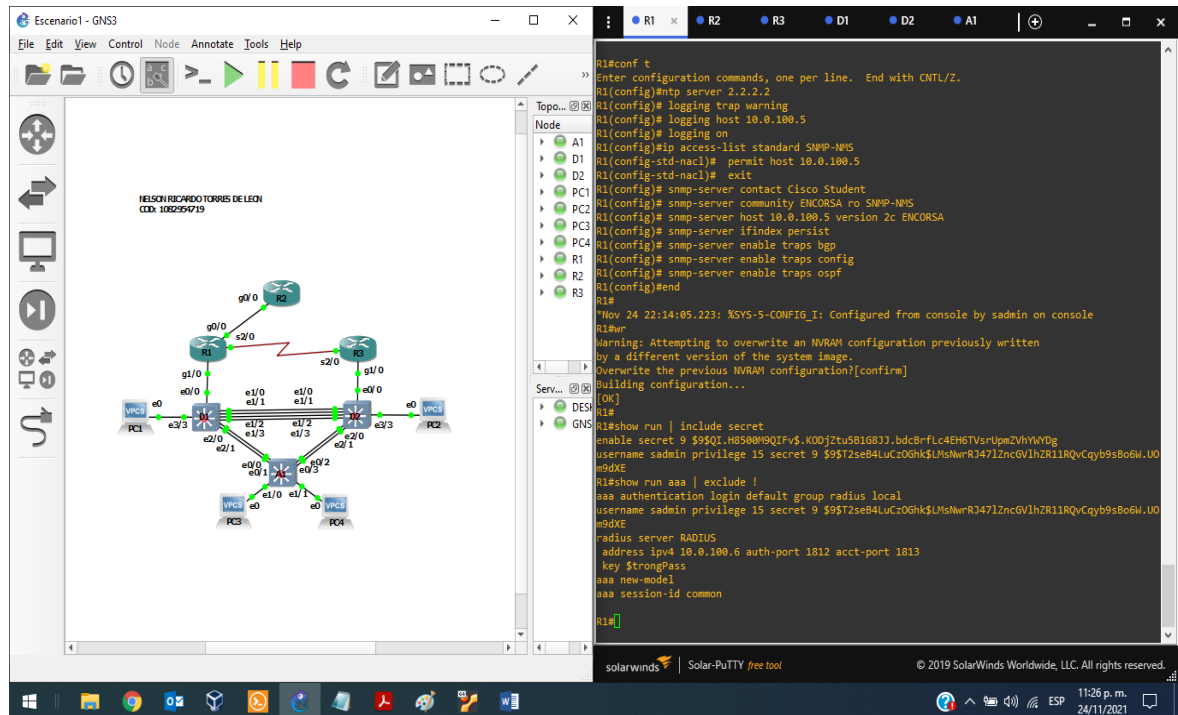 Escenario1 - GNS3
File Edit View Control Node Annotate Tools Help
Topo...
Node
A1
D1
D2
PC1
PC2
PC3
PC4
R1
R2
R3
Serv...
GNS
NELSON RICARDO TORRES DE LEON
COD: 1082954719
g0/0
R2
g0/0
s2/0
R1
R3
s2/0
g1/0
g1/0
e0/0
e1/0
e1/0
e0/0
e1/1
e1/1
e0
e0
VPCS
D1
D2
VPCS
PC1
e3/3
e1/2
e1/2
e3/3
PC2
e1/3
e1/3
e2/0
e2/0
e2/1
e2/1
e0/0
e0/2
e0/1
A1
e0/3
e1/0
e1/1
VPCS
e0
e0
VPCS
PC3
PC4
R1
R2
R3
D1
D2
A1
R1#conf t
Enter configuration commands, one per line. End with CNTL/Z.
R1(config)#ntp server 2.2.2.2
R1(config)# logging trap warning
R1(config)# logging host 10.0.100.5
R1(config)# logging on
R1(config)#ip access-list standard SNMP-NMS
R1(config-std-nacl)#  permit host 10.0.100.5
R1(config-std-nacl)#  exit
R1(config)# snmp-server contact Cisco Student
R1(config)# snmp-server community ENCORSA ro SNMP-NMS
R1(config)# snmp-server host 10.0.100.5 version 2c ENCORSA
R1(config)# snmp-server ifindex persist
R1(config)# snmp-server enable traps bgp
R1(config)# snmp-server enable traps config
R1(config)# snmp-server enable traps ospf
R1(config)#end
R1#
*Nov 24 22:14:05.223: %SYS-5-CONFIG_I: Configured from console by sadmin on console
R1#wr
Warning: Attempting to overwrite an NVRAM configuration previously written
by a different version of the system image.
Overwrite the previous NVRAM configuration?[confirm]
Building configuration...
[OK]
R1#
R1#show run | include secret
enable secret 9 $9$QI.H8500M9QIFv$.KODjZtu5B1G8JJ.bdcBrfLc4EH6TVsrUpmZVhYWYDg
username sadmin privilege 15 secret 9 $9$T2seB4LuCzOGhk$LMsNwrRJ47lZncGVlhZR11RQvCqyb9sBo6W.UO
m9dXE
R1#show run aaa | exclude !
aaa authentication login default group radius local
username sadmin privilege 15 secret 9 $9$T2seB4LuCzOGhk$LMsNwrRJ47lZncGVlhZR11RQvCqyb9sBo6W.UO
m9dXE
radius server RADIUS
 address ipv4 10.0.100.6 auth-port 1812 acct-port 1813
 key $trongPass
aaa new-model
aaa session-id common
R1#
solarwinds
Solar-PuTTY free tool
© 2019 SolarWinds Worldwide, LLC. All rights reserved.
ESP
11:26 p. m.
24/11/2021